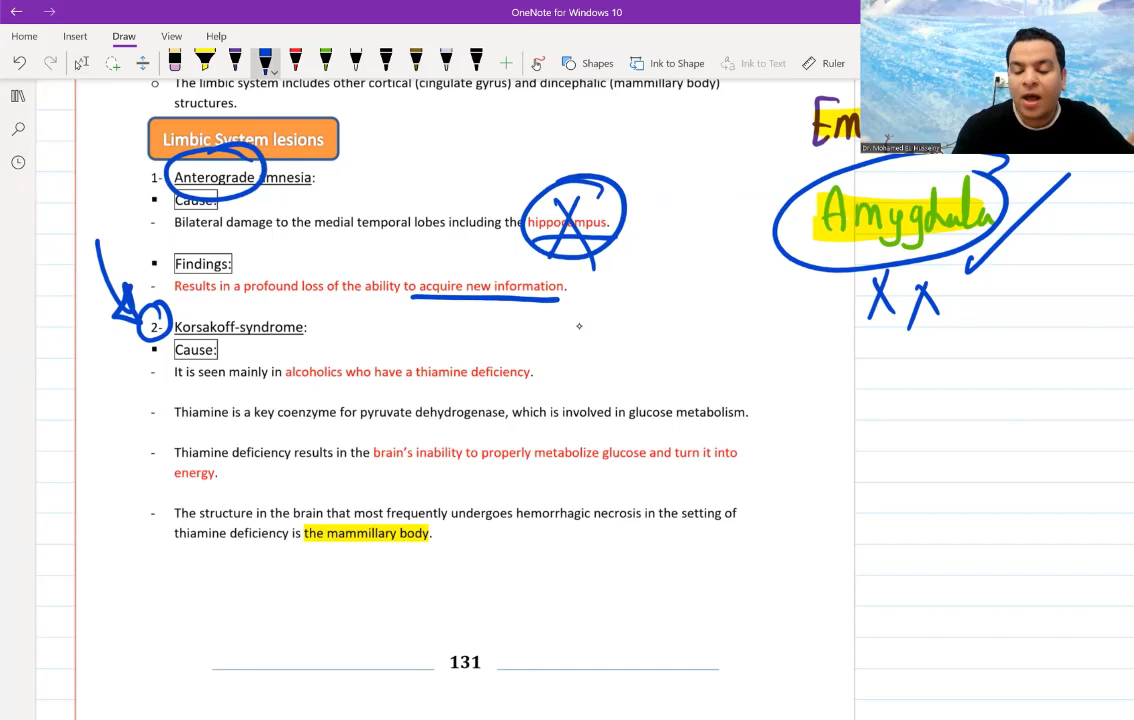 OneNote for Windows 10
Home Insert Draw View Help
Shapes Ink to Shape Ink to Text Ruler
o The limbic system includes other cortical (cingulate gyrus) and dincephalic (mammillary body)
structures.
Limbic System lesions
1- Anterograde amnesia:
▪ Cause:
- Bilateral damage to the medial temporal lobes including the hippocampus.
▪ Findings:
- Results in a profound loss of the ability to acquire new information.
2- Korsakoff-syndrome:
▪ Cause:
- It is seen mainly in alcoholics who have a thiamine deficiency.
- Thiamine is a key coenzyme for pyruvate dehydrogenase, which is involved in glucose metabolism.
- Thiamine deficiency results in the brain's inability to properly metabolize glucose and turn it into
energy.
- The structure in the brain that most frequently undergoes hemorrhagic necrosis in the setting of
thiamine deficiency is the mammillary body.
131
Em
Dr. Mohamed EL Husseiny
Amygdula
X X